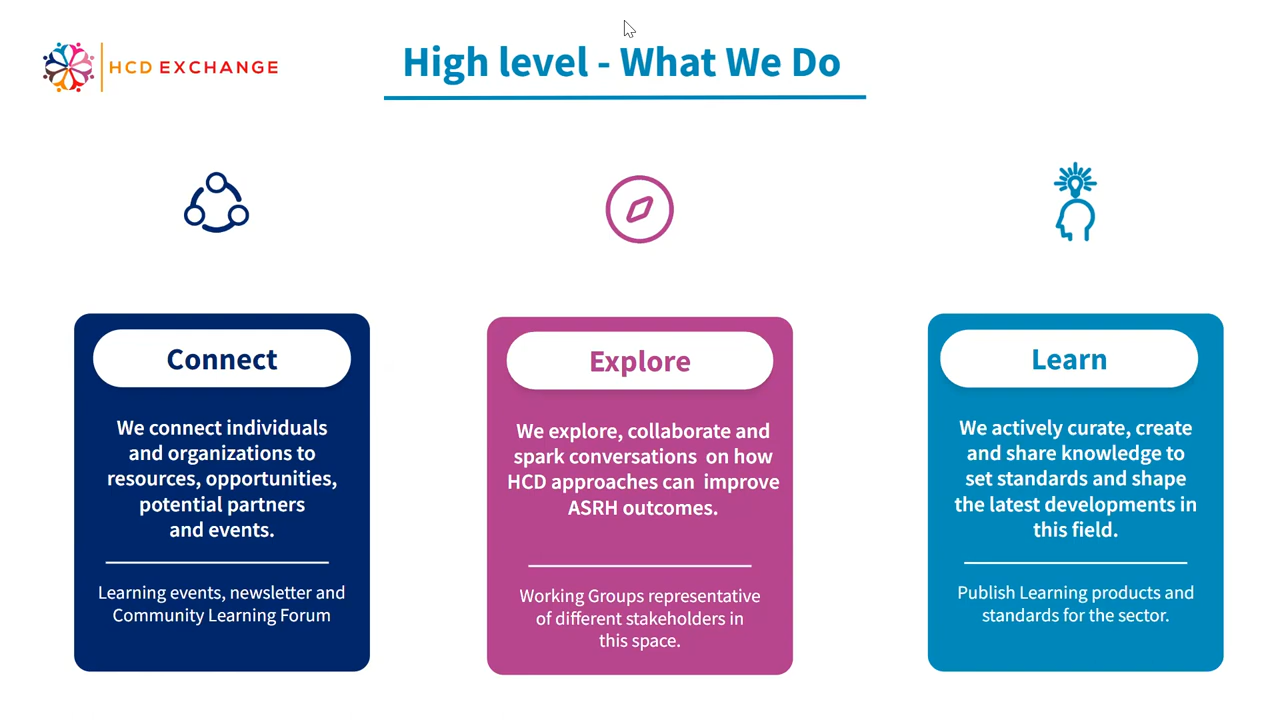 HCD EXCHANGE
High level - What We Do
Connect
We connect individuals
and organizations to
resources, opportunities,
potential partners
and events.
Learning events, newsletter and
Community Learning Forum
Explore
We explore, collaborate and
spark conversations on how
HCD approaches can improve
ASRH outcomes.
Working Groups representative
of different stakeholders in
this space.
Learn
We actively curate, create
and share knowledge to
set standards and shape
the latest developments in
this field.
Publish Learning products and
standards for the sector.